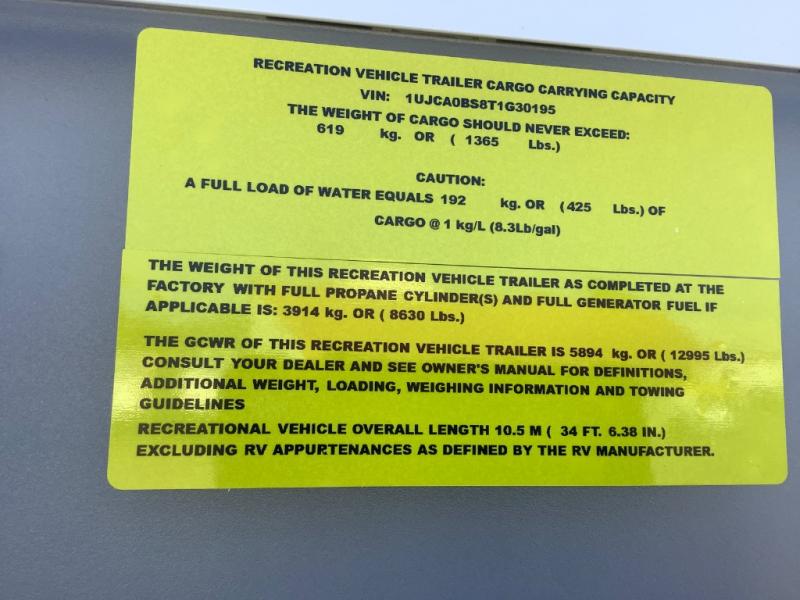 RECREATION VEHICLE TRAILER CARGO CARRYING CAPACITY
VIN: 1UJCA0BS8T1G30195
THE WEIGHT OF CARGO SHOULD NEVER EXCEED:
619 kg. OR ( 1365 Lbs.)
CAUTION:
A FULL LOAD OF WATER EQUALS 192 kg. OR (425 Lbs.) OF
CARGO @ 1 kg/L (8.3Lb/gal)
THE WEIGHT OF THIS RECREATION VEHICLE TRAILER AS COMPLETED AT THE
FACTORY WITH FULL PROPANE CYLINDER(S) AND FULL GENERATOR FUEL IF
APPLICABLE IS: 3914 kg. OR ( 8630 Lbs.)
THE GCWR OF THIS RECREATION VEHICLE TRAILER IS 5894 kg. OR ( 12995 Lbs.)
CONSULT YOUR DEALER AND SEE OWNER'S MANUAL FOR DEFINITIONS,
ADDITIONAL WEIGHT, LOADING, WEIGHING INFORMATION AND TOWING
GUIDELINES
RECREATIONAL VEHICLE OVERALL LENGTH 10.5 M ( 34 FT. 6.38 IN.)
EXCLUDING RV APPURTENANCES AS DEFINED BY THE RV MANUFACTURER.